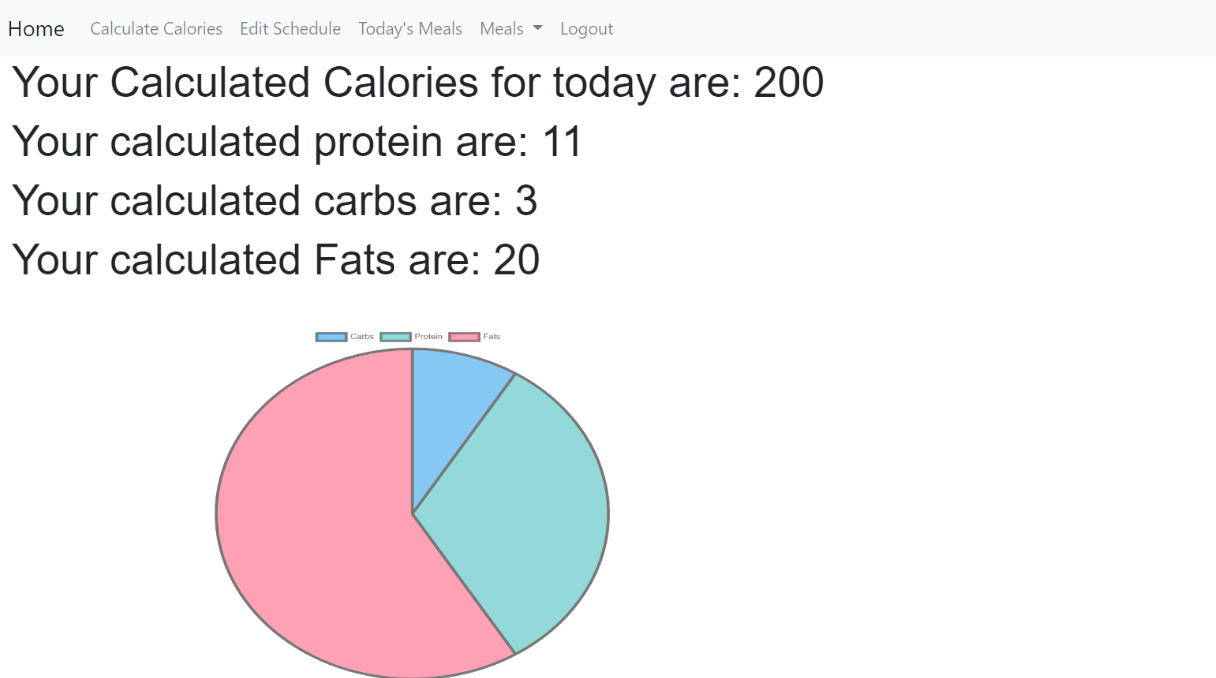 Home Calculate Calories Edit Schedule Today's Meals Meals Logout
Your Calculated Calories for today are: 200
Your calculated protein are: 11
Your calculated carbs are: 3
Your calculated Fats are: 20
Carbs Protein Fats